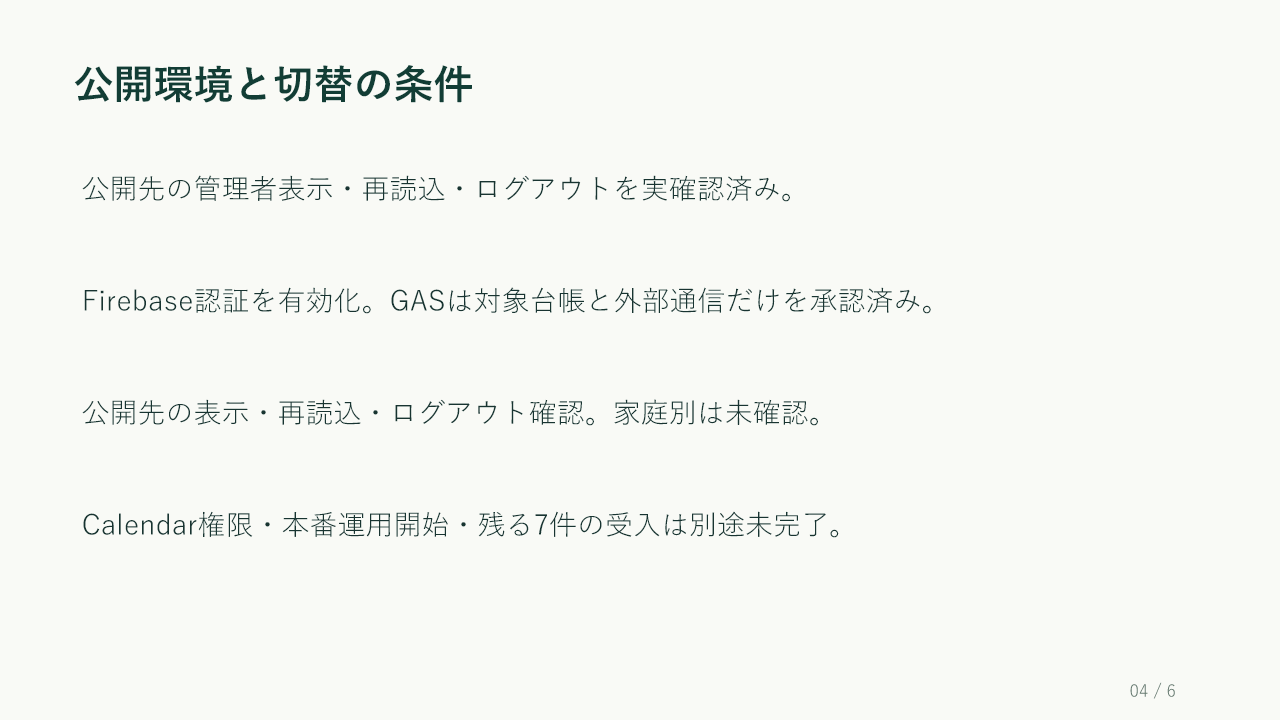 公開環境と切替の条件
公開先の管理者表示・再読込・ログアウトを実確認済み。
Firebase認証を有効化。GASは対象台帳と外部通信だけを承認済み。
公開先の表示・再読込・ログアウト確認。家庭別は未確認。
Calendar権限・本番運用開始・残る7件の受入は別途未完了。
04 / 6